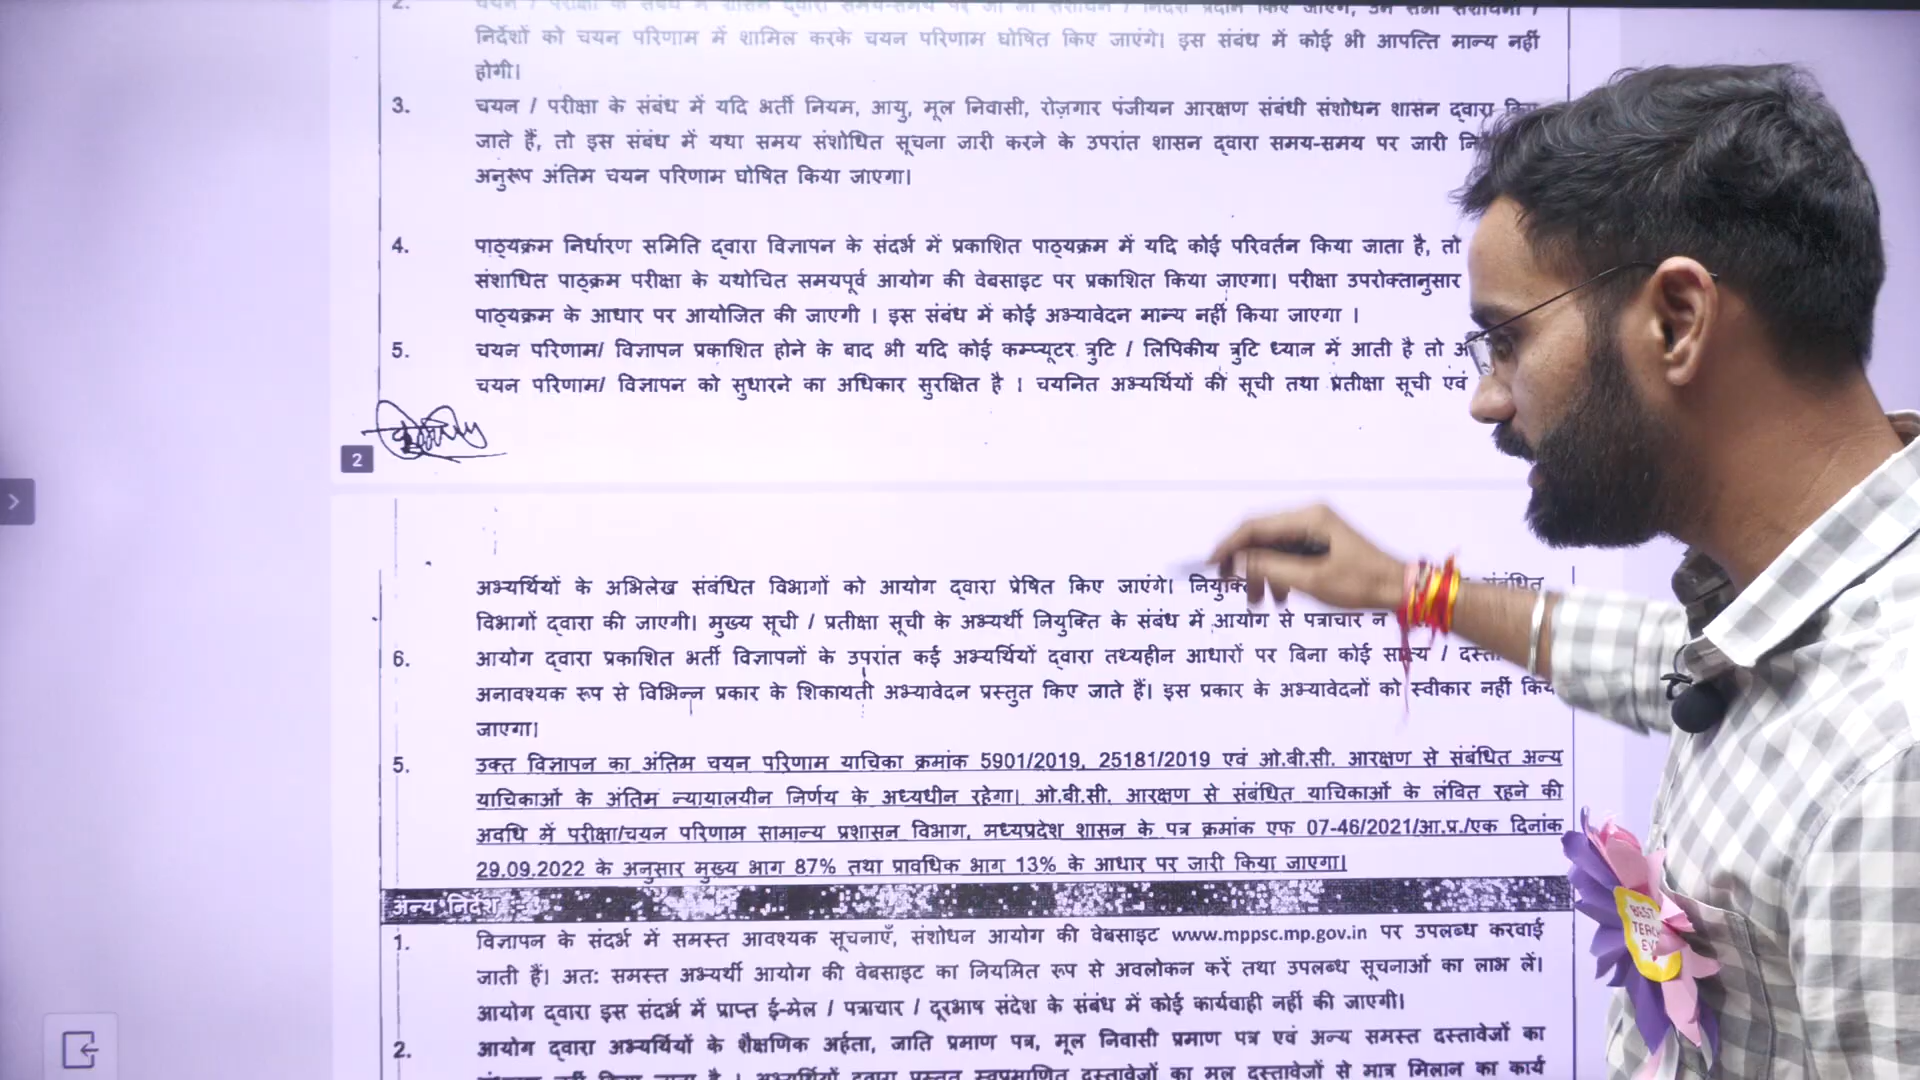 2.
निर्देशों को चयन परिणाम में शामिल करके चयन परिणाम घोषित किए जाएंगे। इस संबंध में कोई भी आपत्ति मान्य नहीं
होगी।
3. चयन / परीक्षा के संबंध में यदि भर्ती नियम, आयु, मूल निवासी, रोज़गार पंजीयन आरक्षण संबंधी संशोधन शासन द्वारा
जाते हैं, तो इस संबंध में यथा समय संशोधित सूचना जारी करने के उपरांत शासन द्वारा समय-समय पर जारी
अनुरूप अंतिम चयन परिणाम घोषित किया जाएगा।
4. पाठ्यक्रम निर्धारण समिति द्वारा विज्ञापन के संदर्भ में प्रकाशित पाठ्यक्रम में यदि कोई परिवर्तन किया जाता है, तो
संशाधित पाठ्क्रम परीक्षा के यथोचित समयपूर्व आयोग की वेबसाइट पर प्रकाशित किया जाएगा। परीक्षा उपरोक्तानुसार
पाठ्यक्रम के आधार पर आयोजित की जाएगी । इस संबंध में कोई अभ्यावेदन मान्य नहीं किया जाएगा ।
5. चयन परिणाम/ विज्ञापन प्रकाशित होने के बाद भी यदि कोई कम्प्यूटर त्रुटि / लिपिकीय त्रुटि ध्यान में आती है तो
चयन परिणाम/ विज्ञापन को सुधारने का अधिकार सुरक्षित है । चयनित अभ्यर्थियों की सूची तथा प्रतीक्षा सूची एवं
2
अभ्यर्थियों के अभिलेख संबंधित विभागों को आयोग द्वारा प्रेषित किए जाएंगे। संबंधित
विभागों द्वारा की जाएगी। मुख्य सूची / प्रतीक्षा सूची के अभ्यर्थी नियुक्ति के संबंध में आयोग से पत्राचार न
6. आयोग द्वारा प्रकाशित भर्ती विज्ञापनों के उपरांत कई अभ्यर्थियों द्वारा तथ्यहीन आधारों पर बिना कोई
अनावश्यक रूप से विभिन्न प्रकार के शिकायती अभ्यावेदन प्रस्तुत किए जाते हैं। इस प्रकार के अभ्यावेदनों को स्वीकार नहीं
जाएगा।
5. उक्त विज्ञापन का अंतिम चयन परिणाम याचिका क्रमांक 5901/2019, 25181/2019 एवं ओ.बी.सी. आरक्षण से संबंधित अन्य
याचिकाओं के अंतिम न्यायालयीन निर्णय के अध्यधीन रहेगा। ओ.बी.सी. आरक्षण से संबंधित याचिकाओं के लंबित रहने की
अवधि में परीक्षा/चयन परिणाम सामान्य प्रशासन विभाग, मध्यप्रदेश शासन के पत्र क्रमांक एफ 07-46/2021/आ.प्र./एक दिनांक
29.09.2022 के अनुसार मुख्य भाग 87% तथा प्रावधिक भाग 13% के आधार पर जारी किया जाएगा।
अन्य निर्देश
1. विज्ञापन के संदर्भ में समस्त आवश्यक सूचनाएँ, संशोधन आयोग की वेबसाइट www.mppsc.mp.gov.in पर उपलब्ध करवाई
जाती हैं। अत: समस्त अभ्यर्थी आयोग की वेबसाइट का नियमित रूप से अवलोकन करें तथा उपलब्ध सूचनाओं का लाभ लें।
आयोग द्वारा इस संदर्भ में प्राप्त ई-मेल / पत्राचार / दूरभाष संदेश के संबंध में कोई कार्यवाही नहीं की जाएगी।
2. आयोग द्वारा अभ्यर्थियों के शैक्षणिक अर्हता, जाति प्रमाण पत्र, मूल निवासी प्रमाण पत्र एवं अन्य समस्त दस्तावेजों का
अभ्यर्थियों द्वारा प्रस्तुत स्वप्रमाणित दस्तावेजों का मूल दस्तावेजों से मात्र मिलान का कार्य
BEST